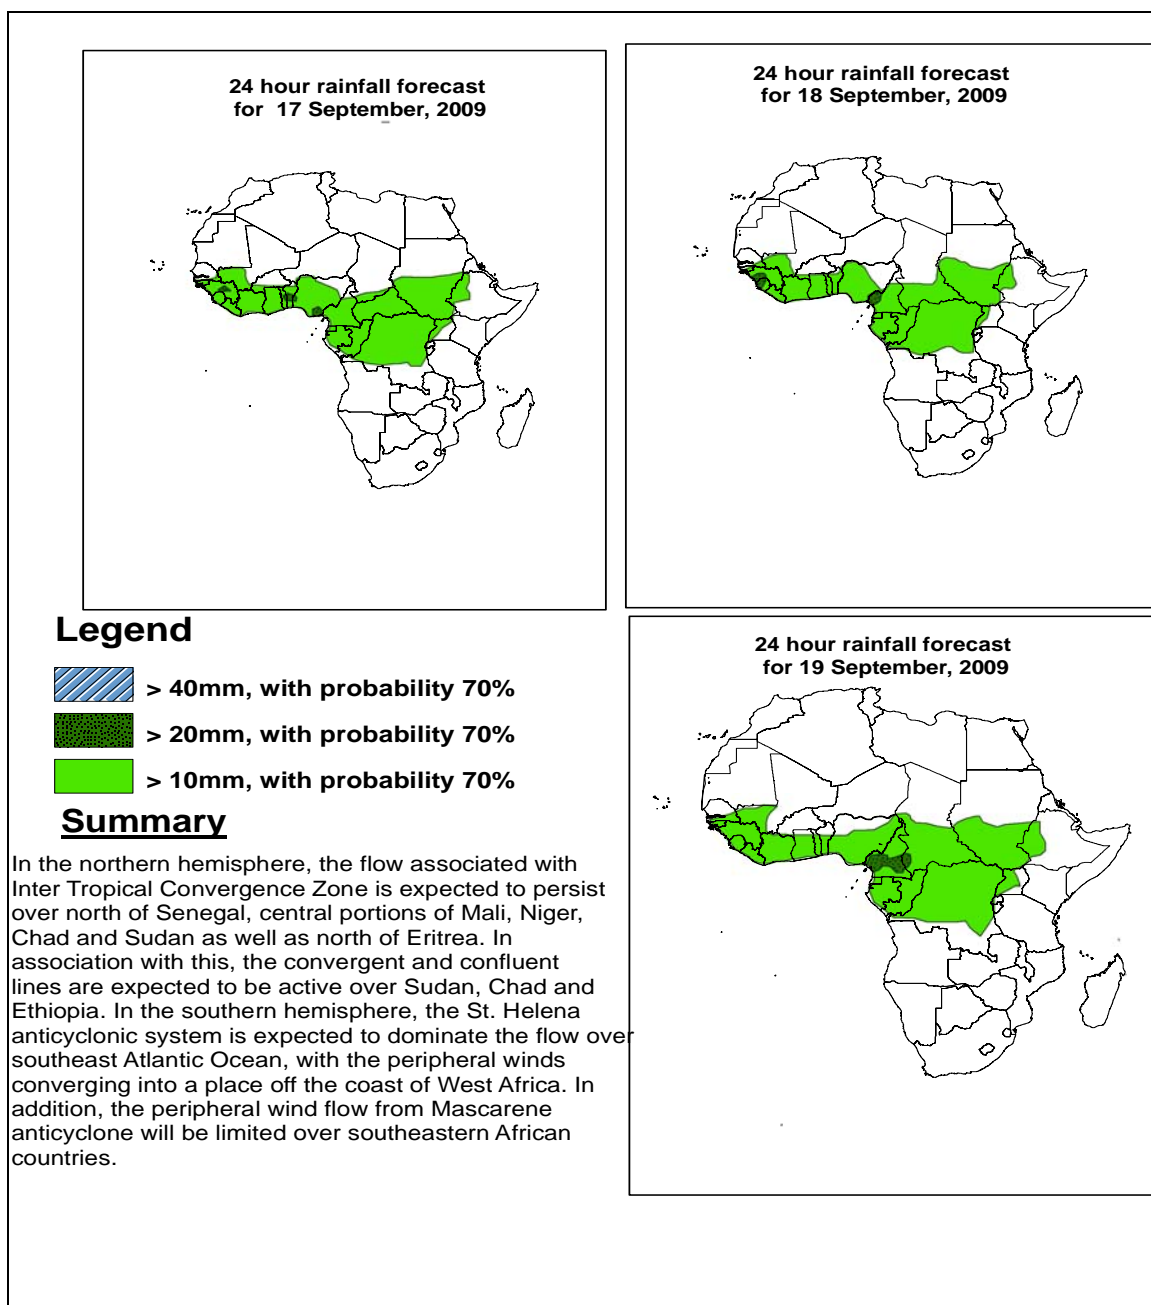 24 hour rainfall forecast
for 17 September, 2009
24 hour rainfall forecast
for 18 September, 2009
Legend
> 40mm, with probability 70%
> 20mm, with probability 70%
> 10mm, with probability 70%
24 hour rainfall forecast
for 19 September, 2009
Summary
In the northern hemisphere, the flow associated with
Inter Tropical Convergence Zone is expected to persist
over north of Senegal, central portions of Mali, Niger,
Chad and Sudan as well as north of Eritrea. In
association with this, the convergent and confluent
lines are expected to be active over Sudan, Chad and
Ethiopia. In the southern hemisphere, the St. Helena
anticyclonic system is expected to dominate the flow over
southeast Atlantic Ocean, with the peripheral winds
converging into a place off the coast of West Africa. In
addition, the peripheral wind flow from Mascarene
anticyclone will be limited over southeastern African
countries.